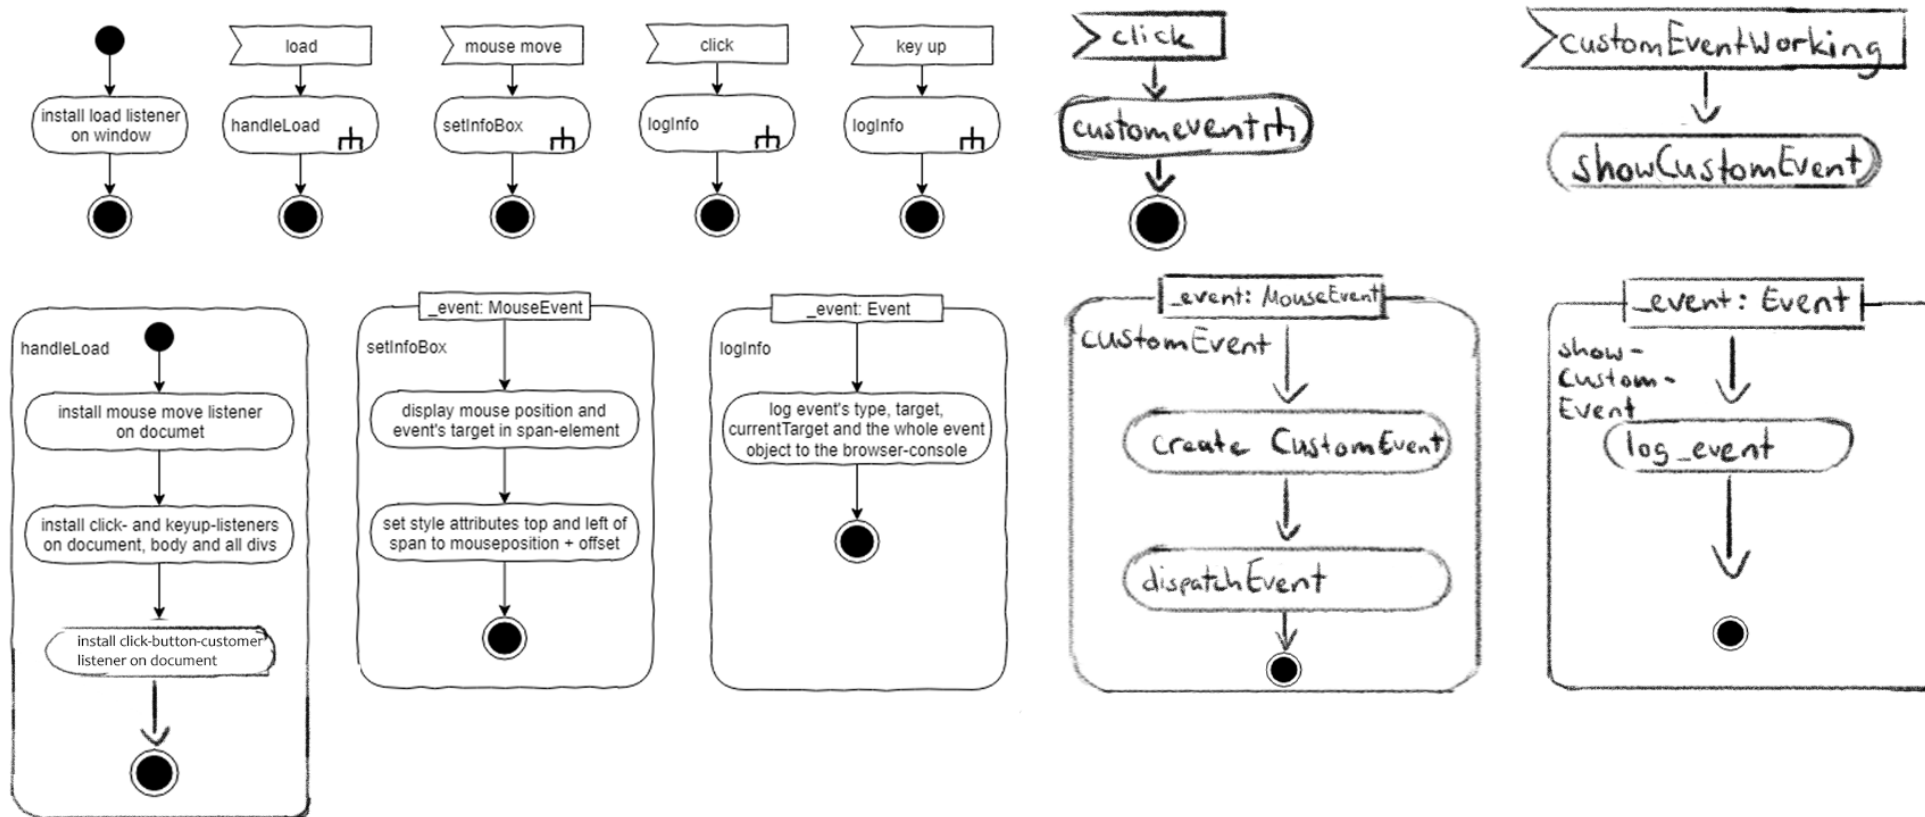 load
mouse move
click
key up
click
customEventWorking
install load listener
on window
handleLoad
setInfoBox
logInfo
logInfo
customevent
showCustomEvent
handleLoad
install mouse move listener
on documet
install click- and keyup-listeners
on document, body and all divs
install click-button-customer
listener on document
_event: MouseEvent
setInfoBox
display mouse position and
event's target in span-element
set style attributes top and left of
span to mouseposition + offset
_event: Event
logInfo
log event's type, target,
currentTarget and the whole event
object to the browser-console
_event: MouseEvent
customEvent
create CustomEvent
dispatchEvent
_event: Event
show-
Custom-
Event
log_event